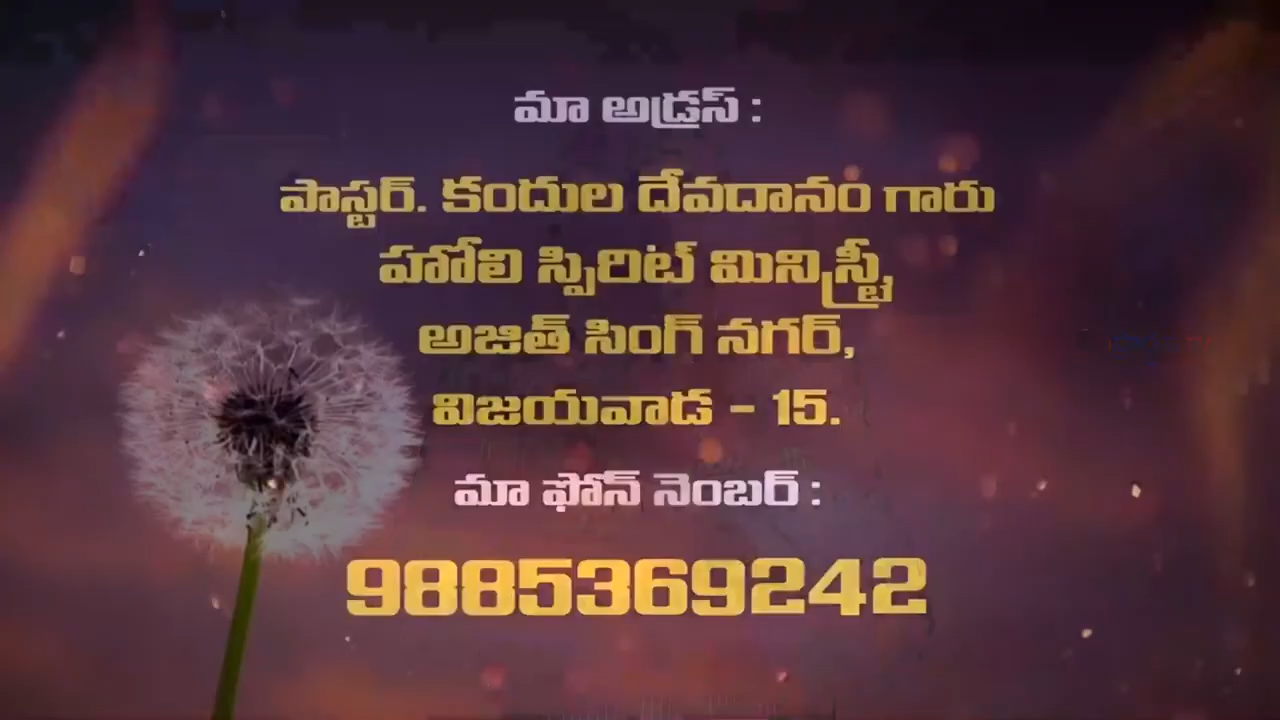 మా అడ్రస్ :
పాస్టర్. కందుల దేవదానం గారు
హోలి స్పిరిట్ మినిస్ట్రీ,
అజిత్ సింగ్ నగర్,
విజయవాడ - 15.
మా ఫోన్ నెంబర్ :
9885369242